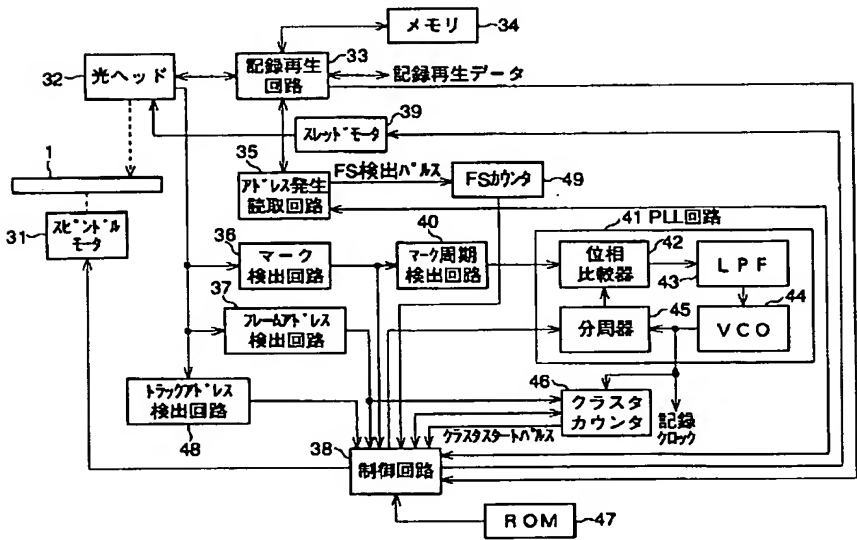 メモリ
34
32
光ヘッド
33
記録再生
回路
記録再生データ
39
スレッドモータ
1
35
アドレス発生
読取回路
FS検出パルス
FSカウンタ
49
31
スピンドル
モータ
36
マーク
検出回路
40
マーク周期
検出回路
41 PLL回路
位相
比較器
42
LPF
43
37
フレームアドレス
検出回路
分周器
45
VCO
44
トラックアドレス
検出回路
48
46
クラスタ
カウンタ
記録
クロック
クラスタスタートパルス
38
制御回路
ROM
47